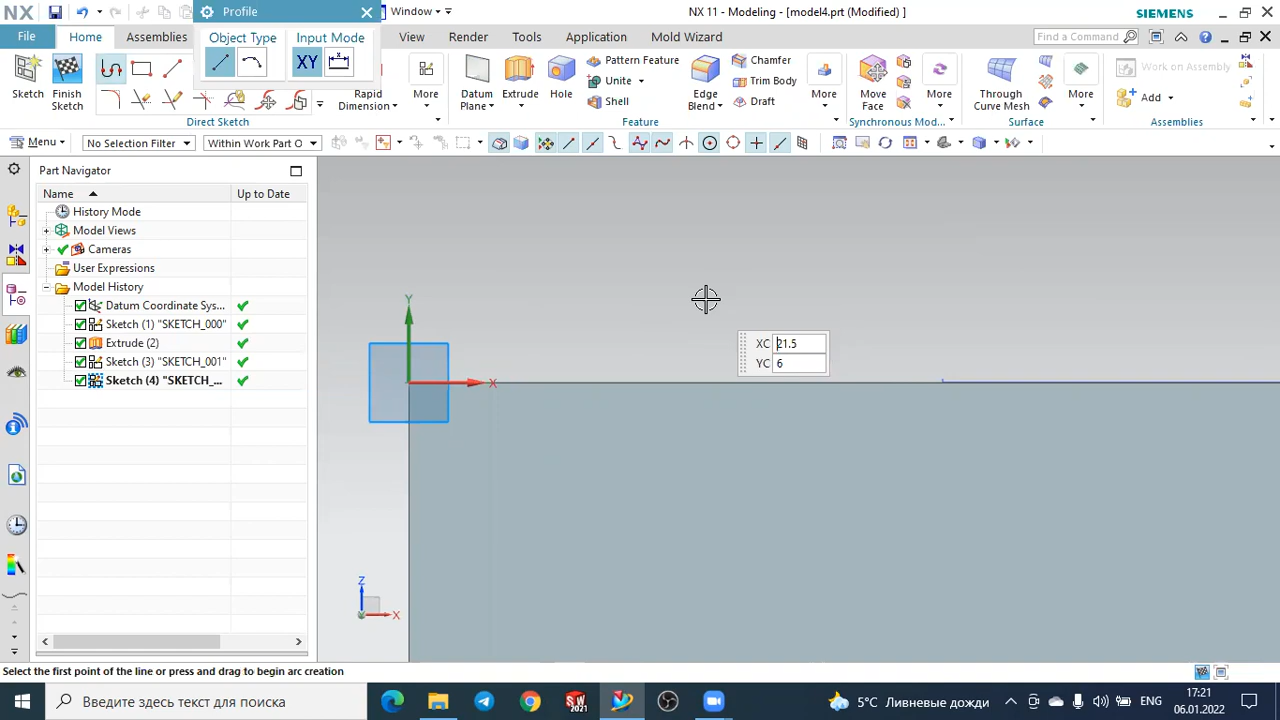 NX
Profile
Window
NX 11 - Modeling - [model4.prt (Modified) ]
SIEMENS
File
Home
Assemblies
Object Type
Input Mode
View
Render
Tools
Application
Mold Wizard
Find a Command
XY
Sketch
Finish Sketch
Direct Sketch
Rapid Dimension
More
Datum Plane
Extrude
Hole
Pattern Feature
Unite
Shell
Edge Blend
Chamfer
Trim Body
Draft
More
Feature
Move Face
More
Synchronous Mod...
Through Curve Mesh
More
Surface
Work on Assembly
Add
Assemblies
Menu
No Selection Filter
Within Work Part O
Part Navigator
Name
Up to Date
History Mode
Model Views
Cameras
User Expressions
Model History
Datum Coordinate Sys...
Sketch (1) "SKETCH_000"
Extrude (2)
Sketch (3) "SKETCH_001"
Sketch (4) "SKETCH_...
Y
X
XC 21.5
YC 6
Z
X
Select the first point of the line or press and drag to begin arc creation
Введите здесь текст для поиска
SW
2021
5°C Ливневые дожди
ENG
17:21
06.01.2022